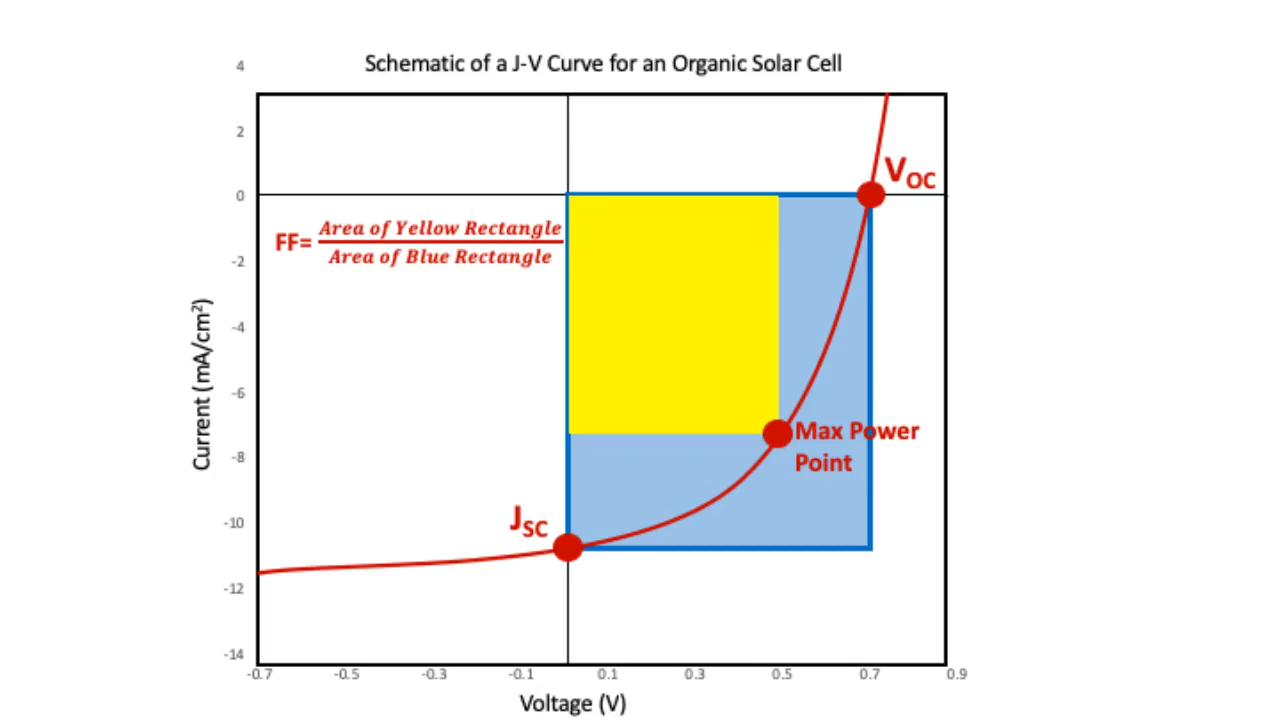 Schematic of a J-V Curve for an Organic Solar Cell
4
2
0
-2
-4
-6
-8
-10
-12
-14
Current (mA/cm²)
V_OC
FF= Area of Yellow Rectangle
Area of Blue Rectangle
Max Power
Point
J_SC
-0.7 -0.5 -0.3 -0.1 0.1 0.3 0.5 0.7 0.9
Voltage (V)